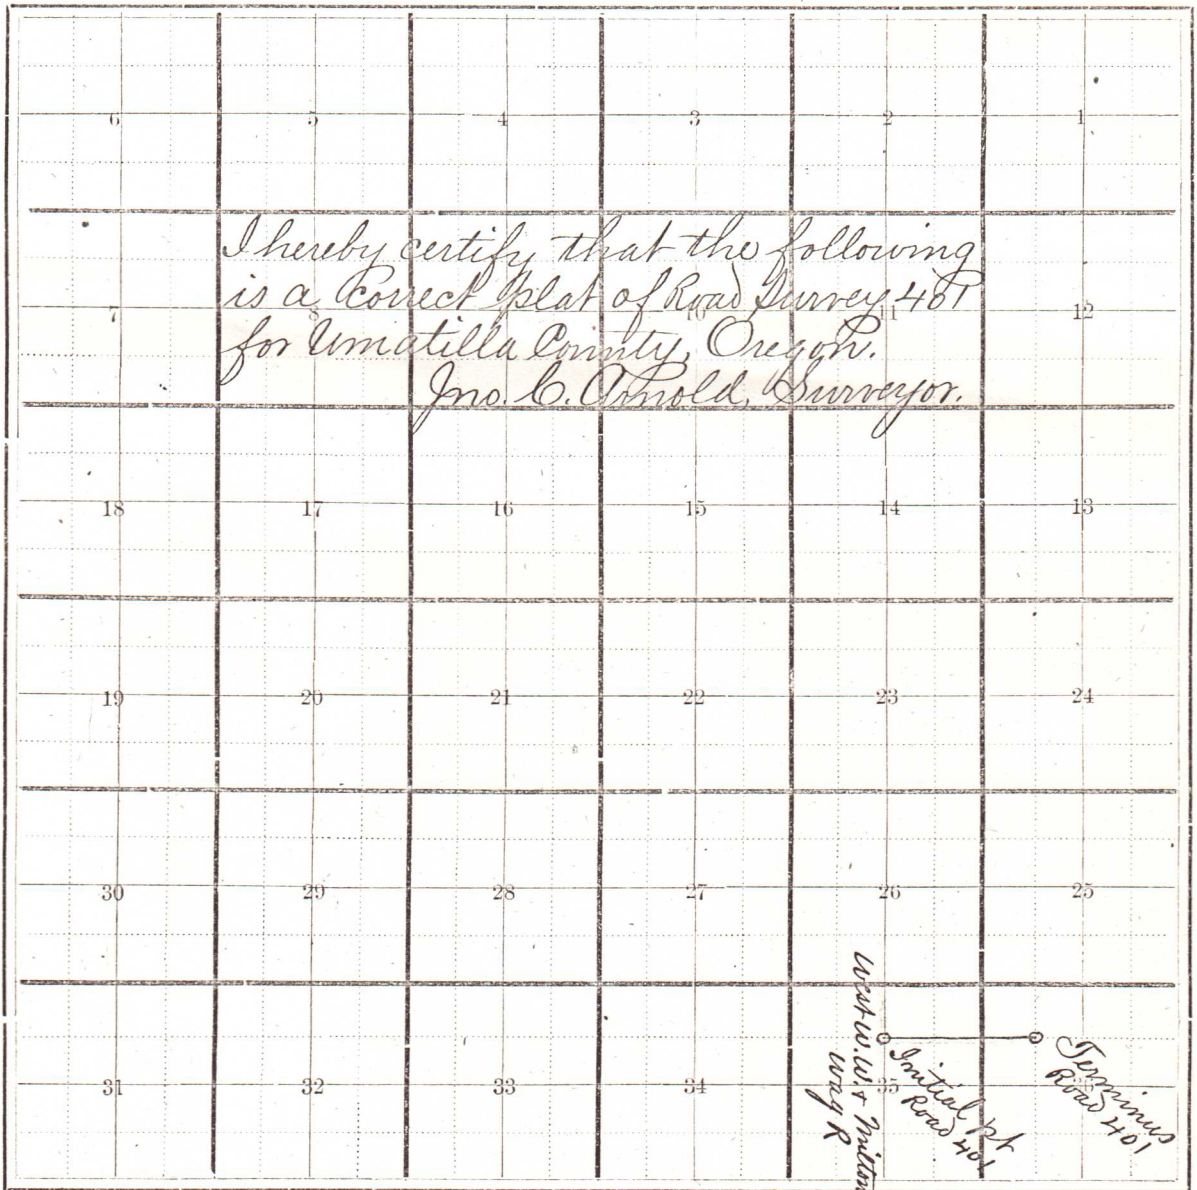 6 5 4 3 2 1
I hereby certify that the following
is a Correct plat of Road Survey 401
7 8 10 11 12
for Umatilla County, Oregon.
Jno. C. Arnold, Surveyor.
18 17 16 15 14 13
19 20 21 22 23 24
30 29 28 27 26 25
31 32 33 34 35
West W.W. & Milton
Way R
Initial pt
Road 401
Terminus
Road 401